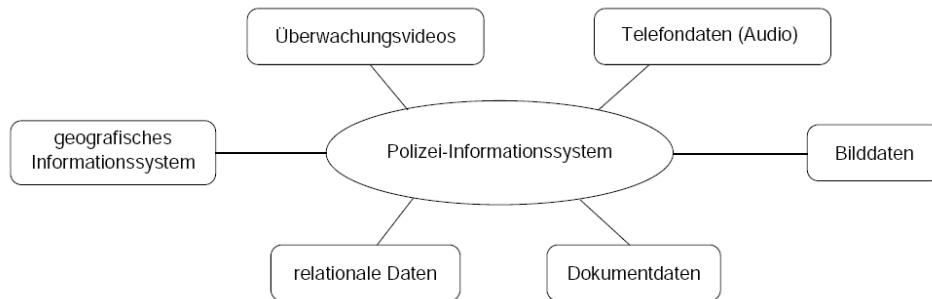 Überwachungsvideos
Telefondaten (Audio)
geografisches
Informationssystem
Polizei-Informationssystem
Bilddaten
relationale Daten
Dokumentdaten